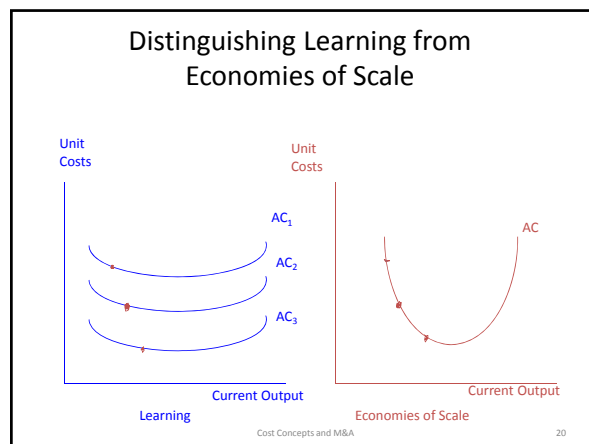 Distinguishing Learning from
Economies of Scale
Unit
Costs
AC1
AC2
AC3
Current Output
Learning
Unit
Costs
AC
Current Output
Economies of Scale
Cost Concepts and M&A
20